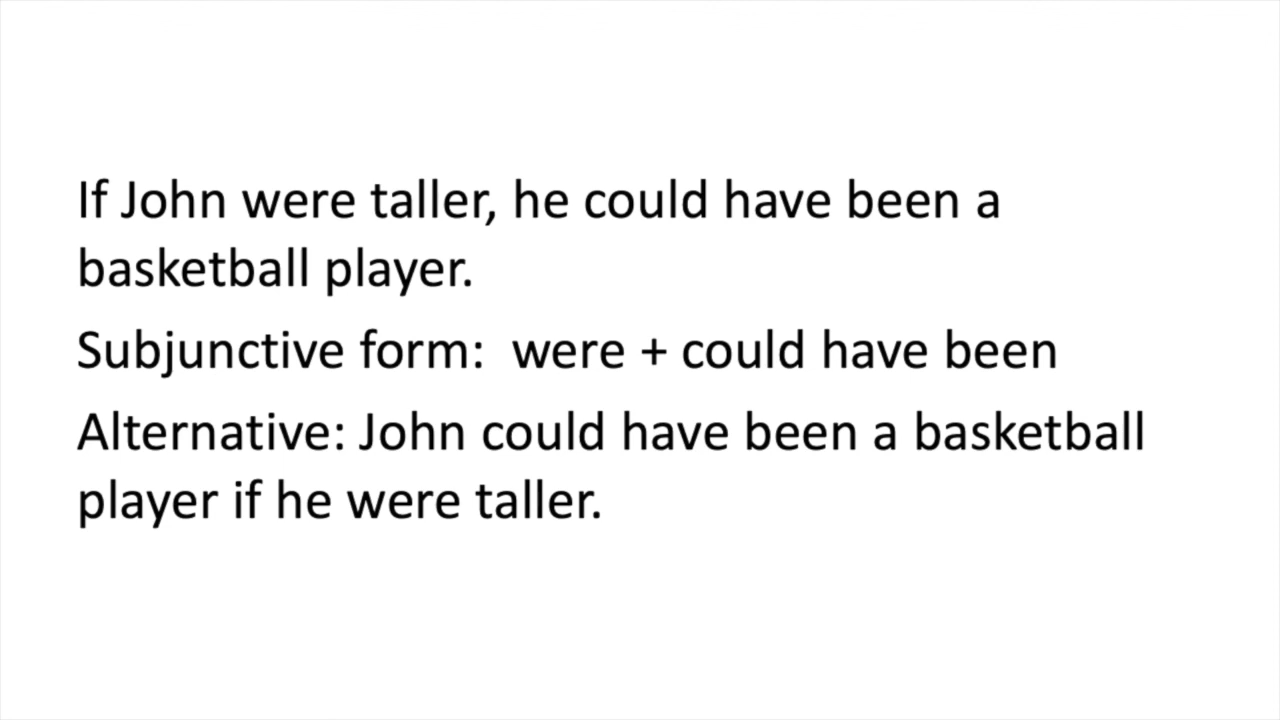 If John were taller, he could have been a
basketball player.
Subjunctive form:  were + could have been
Alternative: John could have been a basketball
player if he were taller.